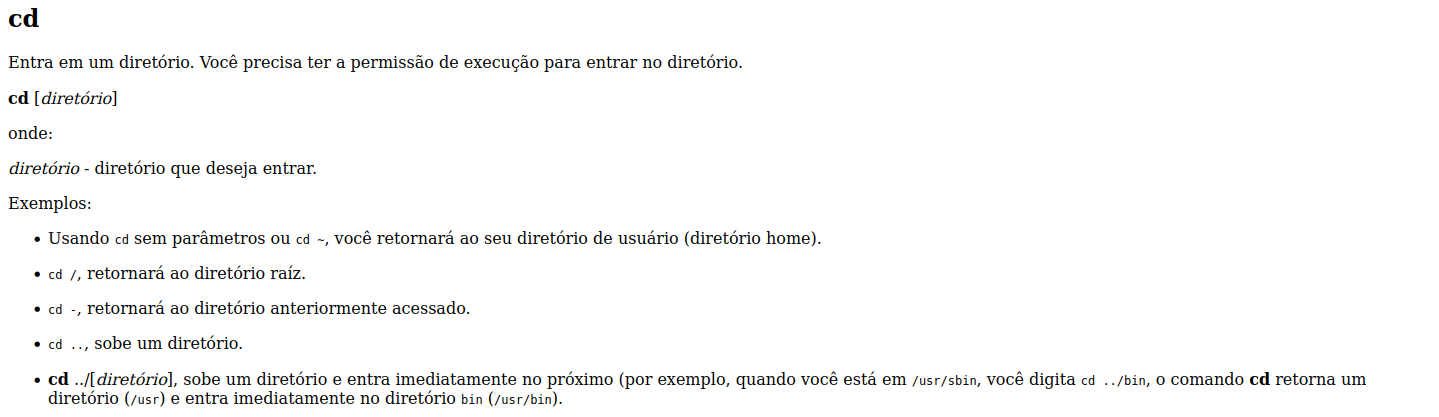 cd
Entra em um diretório. Você precisa ter a permissão de execução para entrar no diretório.
cd [diretório]
onde:
diretório - diretório que deseja entrar.
Exemplos:
• Usando cd sem parâmetros ou cd ~, você retornará ao seu diretório de usuário (diretório home).
• cd /, retornará ao diretório raíz.
• cd -, retornará ao diretório anteriormente acessado.
• cd .., sobe um diretório.
• cd ../[diretório], sobe um diretório e entra imediatamente no próximo (por exemplo, quando você está em /usr/sbin, você digita cd ../bin, o comando cd retorna um
diretório (/usr) e entra imediatamente no diretório bin (/usr/bin).